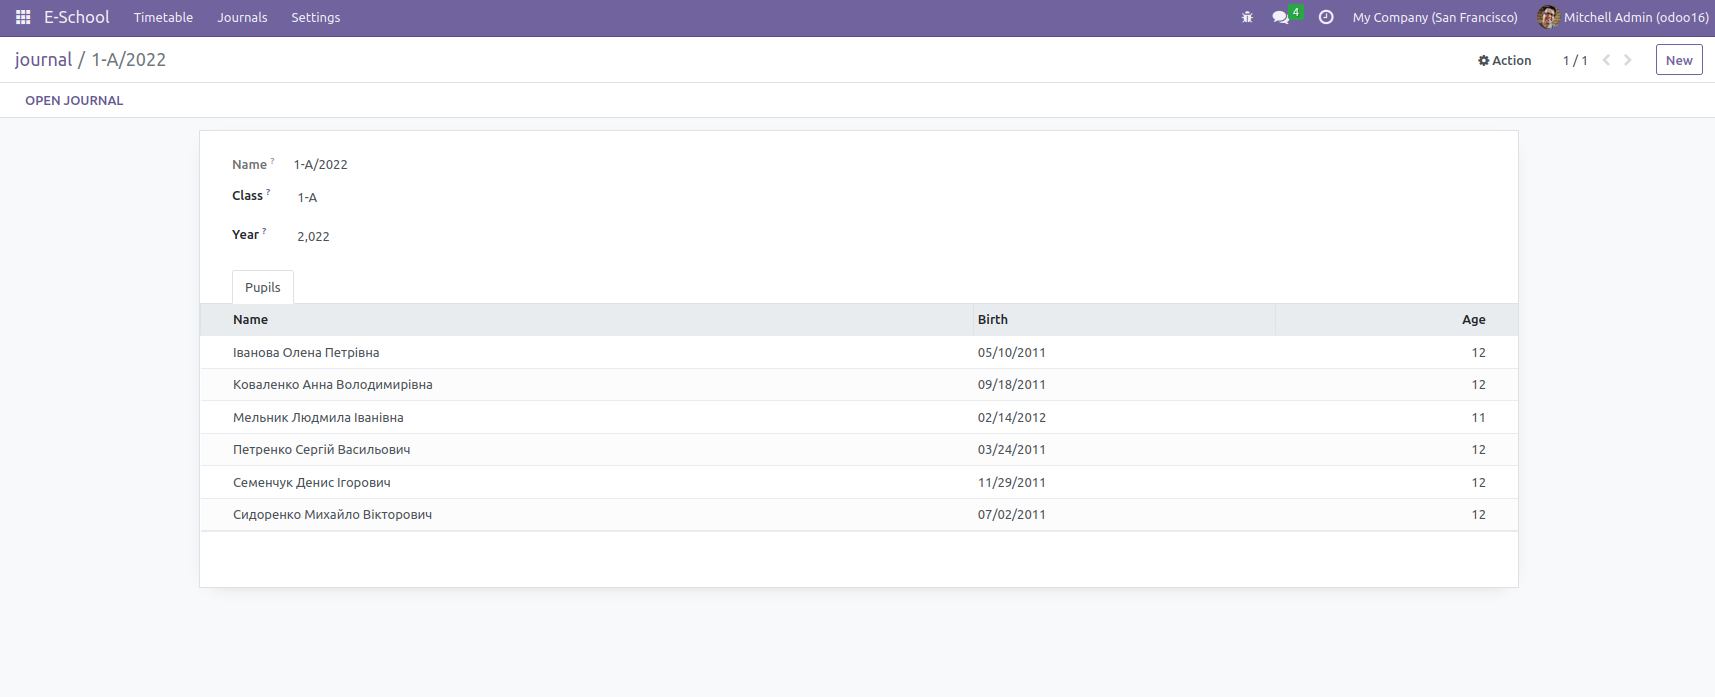 E-School Timetable Journals Settings 4 My Company (San Francisco) Mitchell Admin (odoo16)
journal / 1-A/2022 Action 1 / 1 New
OPEN JOURNAL
Name ? 1-A/2022
Class ? 1-A
Year ? 2,022
Pupils
Name Birth Age
Іванова Олена Петрівна 05/10/2011 12
Коваленко Анна Володимирівна 09/18/2011 12
Мельник Людмила Іванівна 02/14/2012 11
Петренко Сергій Васильович 03/24/2011 12
Семенчук Денис Ігорович 11/29/2011 12
Сидоренко Михайло Вікторович 07/02/2011 12